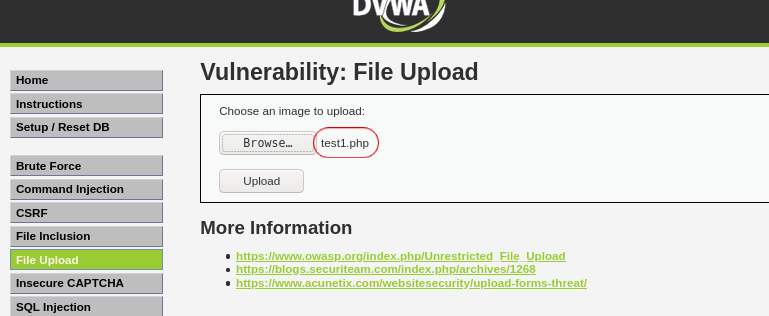 DVWA
Vulnerability: File Upload
Home
Instructions
Setup / Reset DB
Brute Force
Command Injection
CSRF
File Inclusion
File Upload
Insecure CAPTCHA
SQL Injection
Choose an image to upload:
Browse… test1.php
Upload
More Information
https://www.owasp.org/index.php/Unrestricted_File_Upload
https://blogs.securiteam.com/index.php/archives/1268
https://www.acunetix.com/websitesecurity/upload-forms-threat/